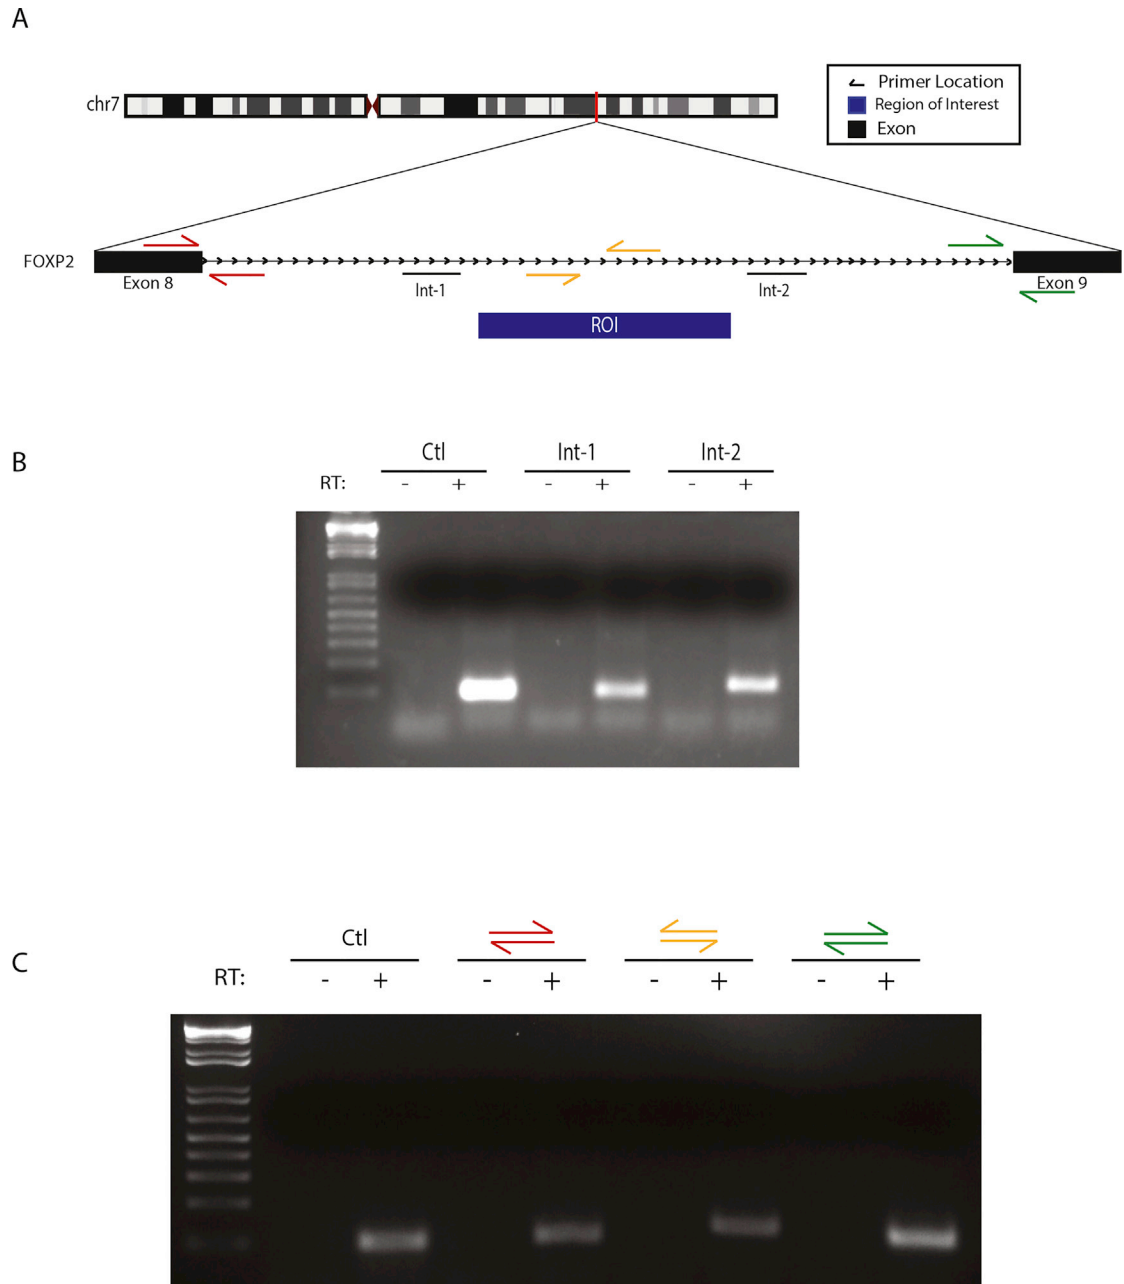 A
chr7
Primer Location
Region of Interest
Exon
FOXP2
Exon 8
Int-1
Int-2
Exon 9
ROI
B
Ctl Int-1 Int-2
RT: - + - + - +
C
Ctl
RT: - + - + - + - +